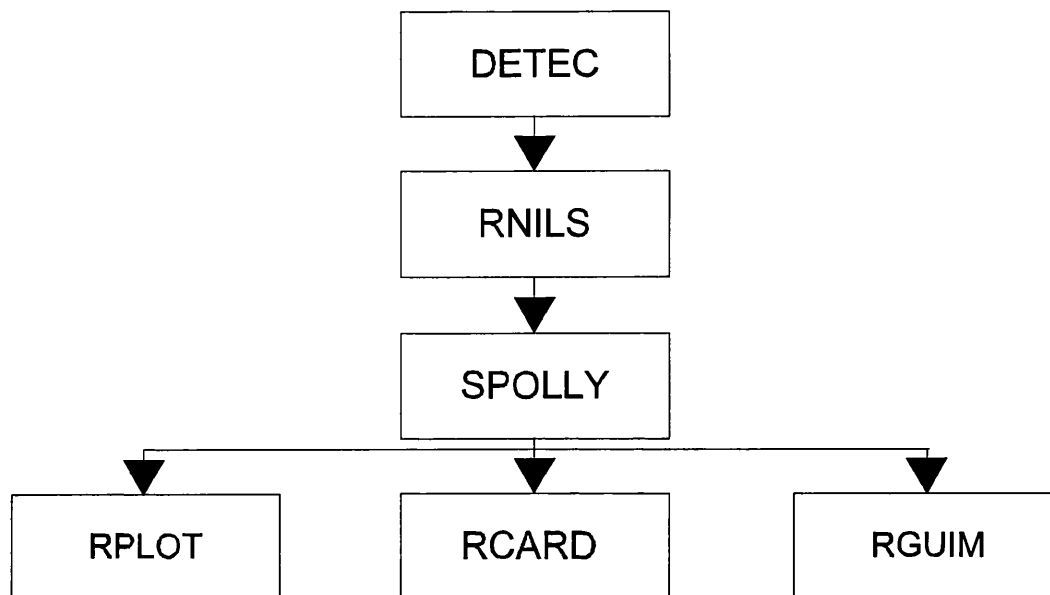 DETEC
RNILS
SPOLLY
RPLOT
RCARD
RGUIM